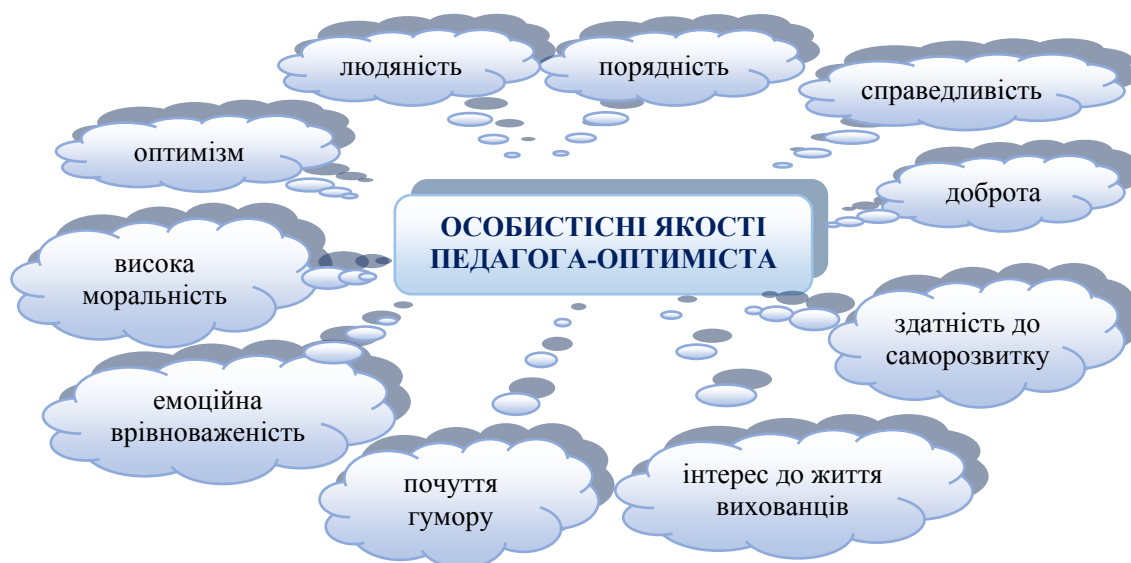 людяність
порядність
справедливість
оптимізм
доброта
ОСОБИСТІСНІ ЯКОСТІ
ПЕДАГОГА-ОПТИМІСТА
висока
моральність
здатність до
саморозвитку
емоційна
врівноваженість
почуття
гумору
інтерес до життя
вихованців